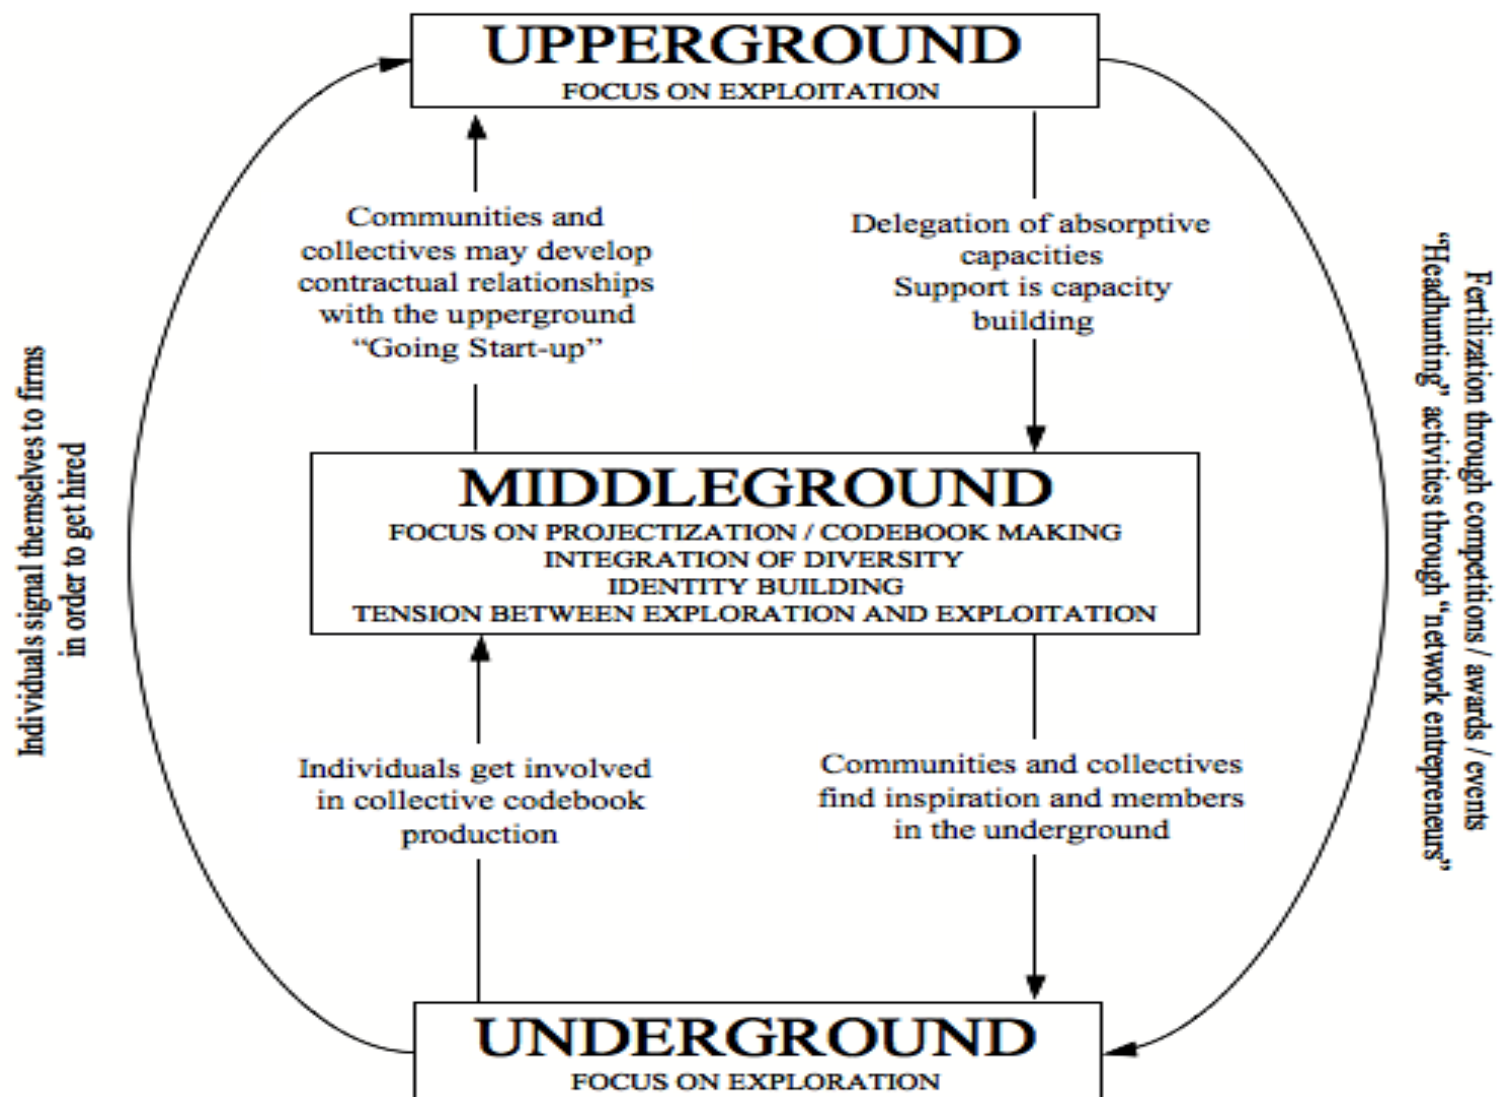 UPPERGROUND
FOCUS ON EXPLOITATION
Communities and
collectives may develop
contractual relationships
with the upperground
“Going Start-up”
Delegation of absorptive
capacities
Support is capacity
building
Individuals signal themselves to firms
in order to get hired
Fertilization through competitions / awards / events
“Headhunting” activities through “network entrepreneurs”
MIDDLEGROUND
FOCUS ON PROJECTIZATION / CODEBOOK MAKING
INTEGRATION OF DIVERSITY
IDENTITY BUILDING
TENSION BETWEEN EXPLORATION AND EXPLOITATION
Individuals get involved
in collective codebook
production
Communities and collectives
find inspiration and members
in the underground
UNDERGROUND
FOCUS ON EXPLORATION